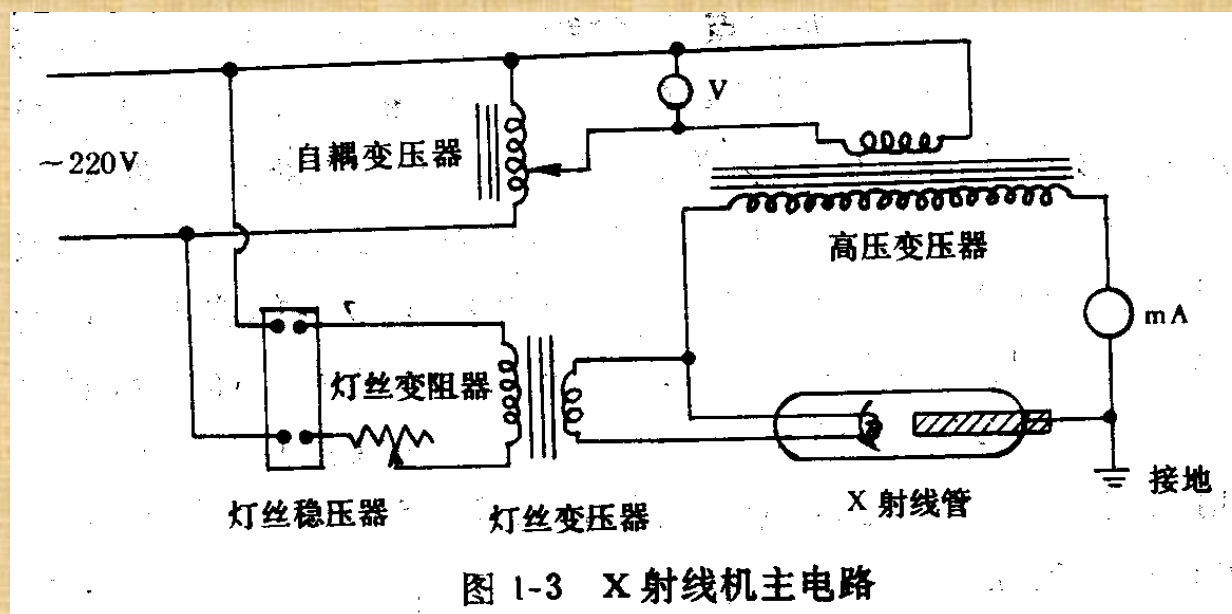 V
自耦变压器
~220V
高压变压器
mA
灯丝变阻器
接地
X射线管
灯丝稳压器
灯丝变压器
图 1-3 X 射线机主电路